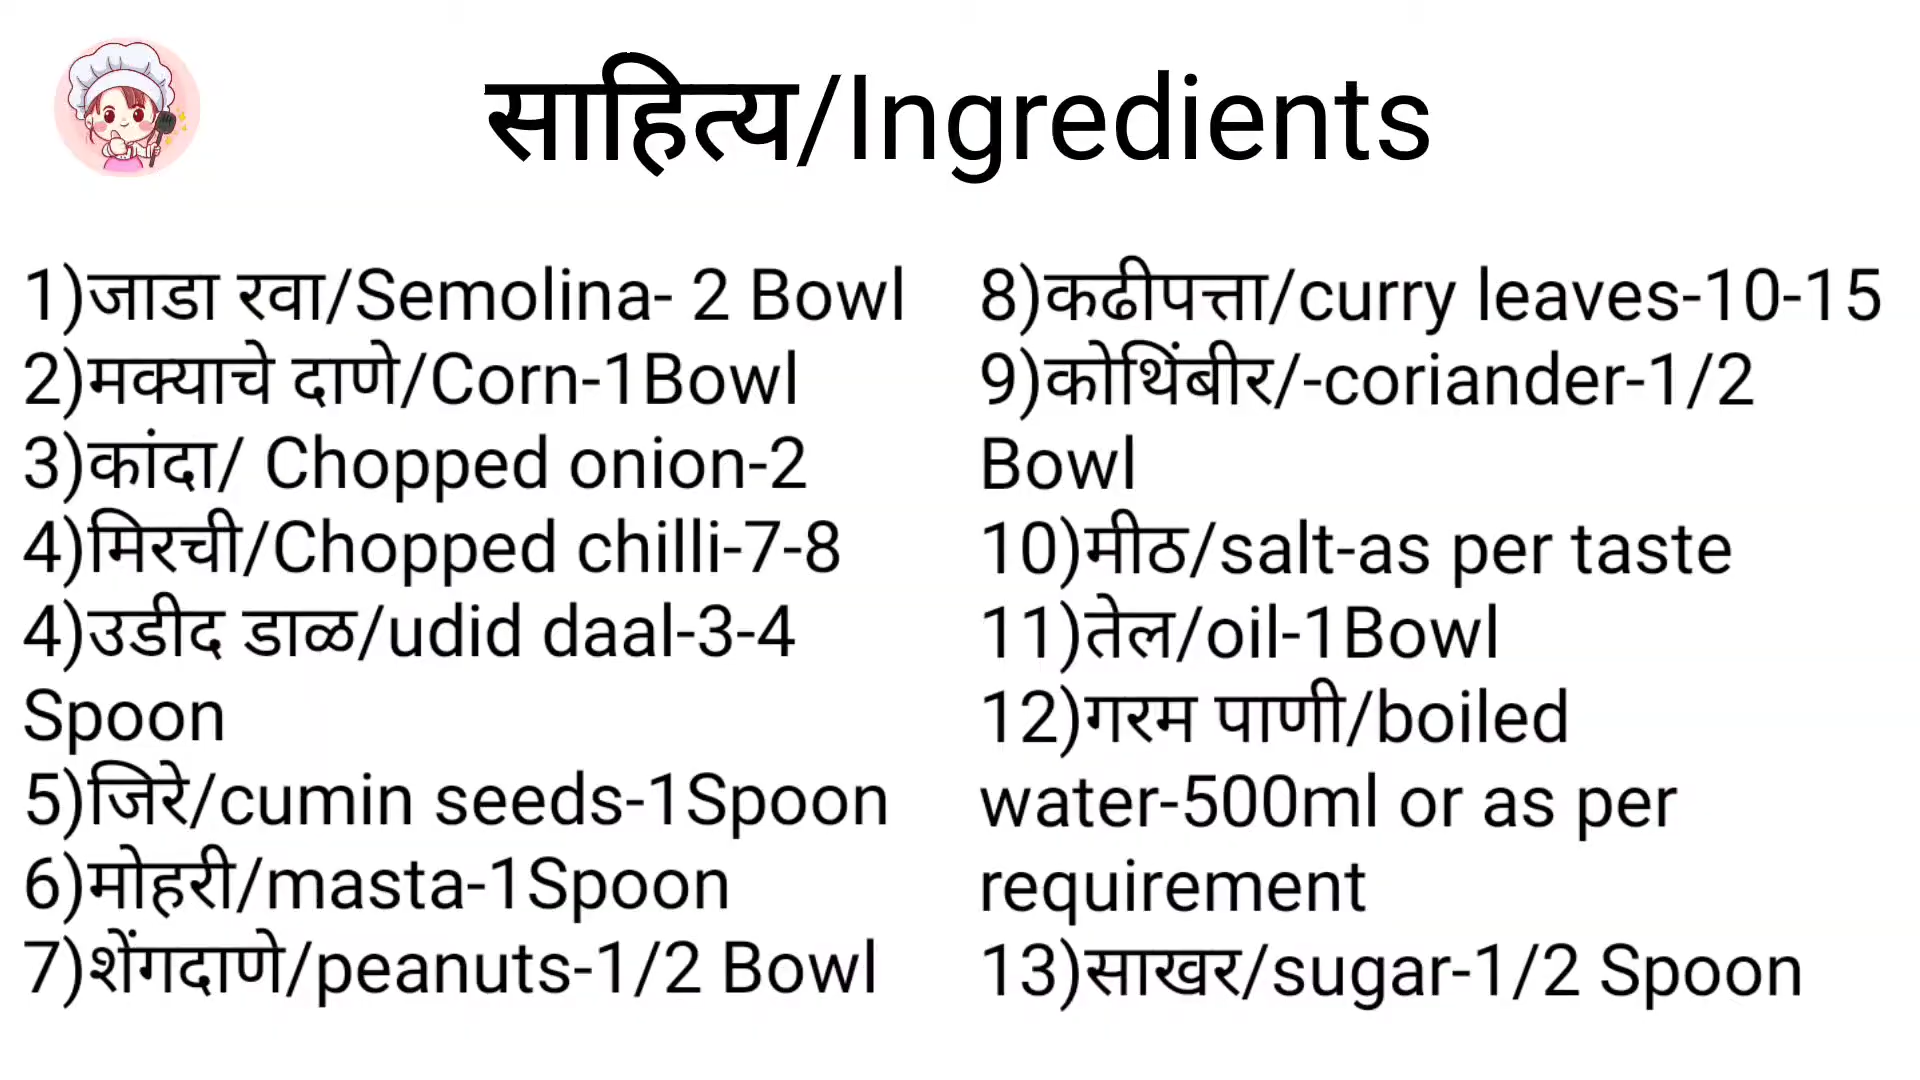 साहित्य/Ingredients
1)जाडा रवा/Semolina- 2 Bowl
2)मक्याचे दाणे/Corn-1Bowl
3)कांदा/ Chopped onion-2
4)मिरची/Chopped chilli-7-8
4)उडीद डाळ/udid daal-3-4
Spoon
5)जिरे/cumin seeds-1Spoon
6)मोहरी/masta-1Spoon
7)शेंगदाणे/peanuts-1/2 Bowl
8)कढीपत्ता/curry leaves-10-15
9)कोथिंबीर/-coriander-1/2
Bowl
10)मीठ/salt-as per taste
11)तेल/oil-1Bowl
12)गरम पाणी/boiled
water-500ml or as per
requirement
13)साखर/sugar-1/2 Spoon